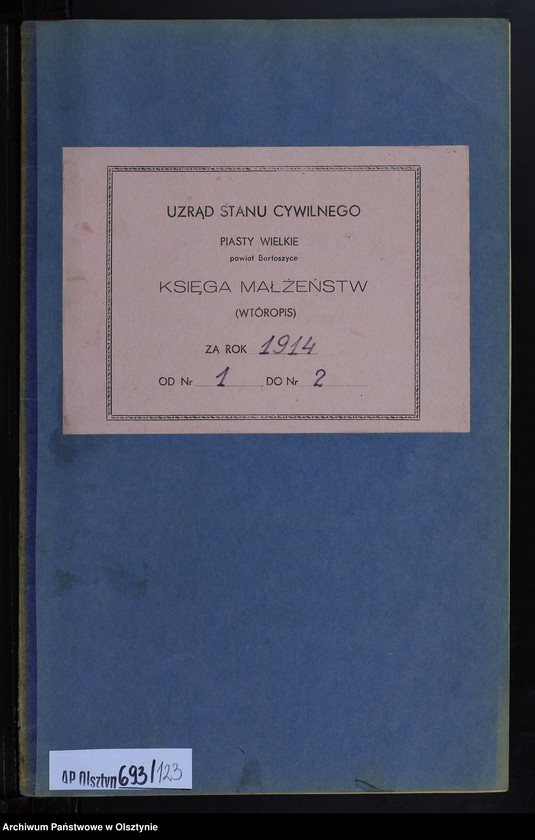 UZRĄD STANU CYWILNEGO
PIASTY WIELKIE
powiat Bartoszyce
KSIĘGA MAŁŻEŃSTW
(WTÓROPIS)
ZA ROK 1914
OD Nr 1 DO Nr 2
AP Olsztyn 693/123
Archiwum Państwowe w Olsztynie